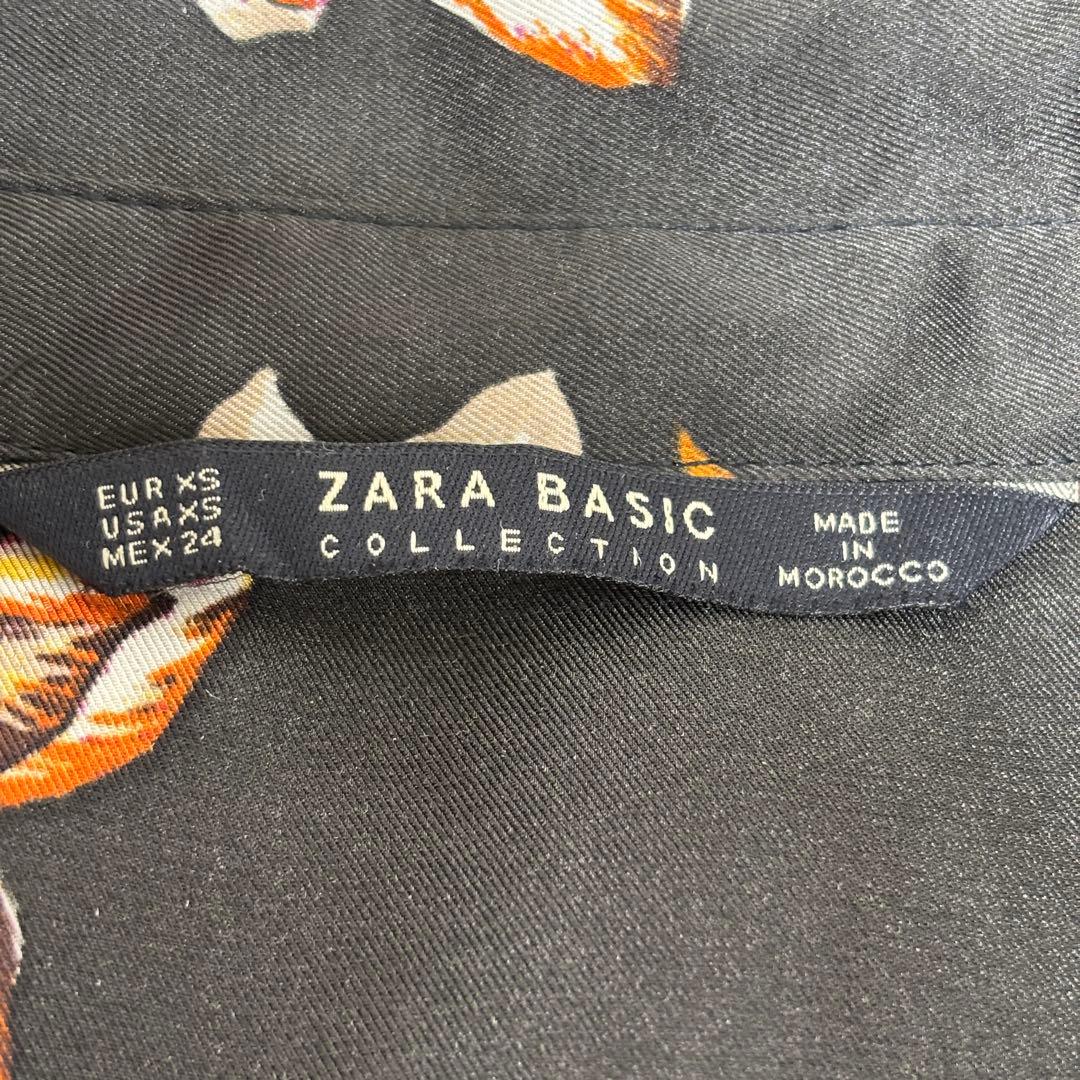 EUR XS
USA XS
MEX 24
ZARA BASIC
COLLECTION
MADE
IN
MOROCCO